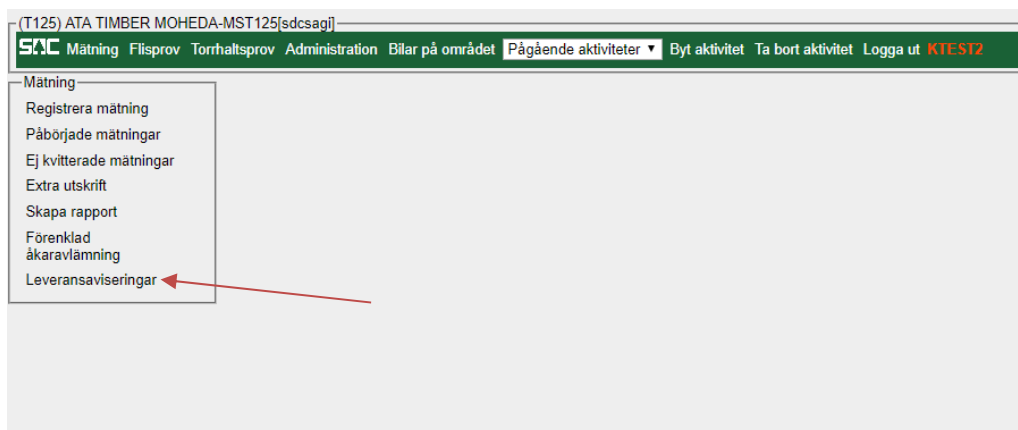 (T125) ATA TIMBER MOHEDA-MST125[sdcsagi]
SDC Mätning Flisprov Torrhaltsprov Administration Bilar på området Pågående aktiviteter ▼ Byt aktivitet Ta bort aktivitet Logga ut KTEST2
Mätning
Registrera mätning
Påbörjade mätningar
Ej kvitterade mätningar
Extra utskrift
Skapa rapport
Förenklad
åkaravlämning
Leveransaviseringar